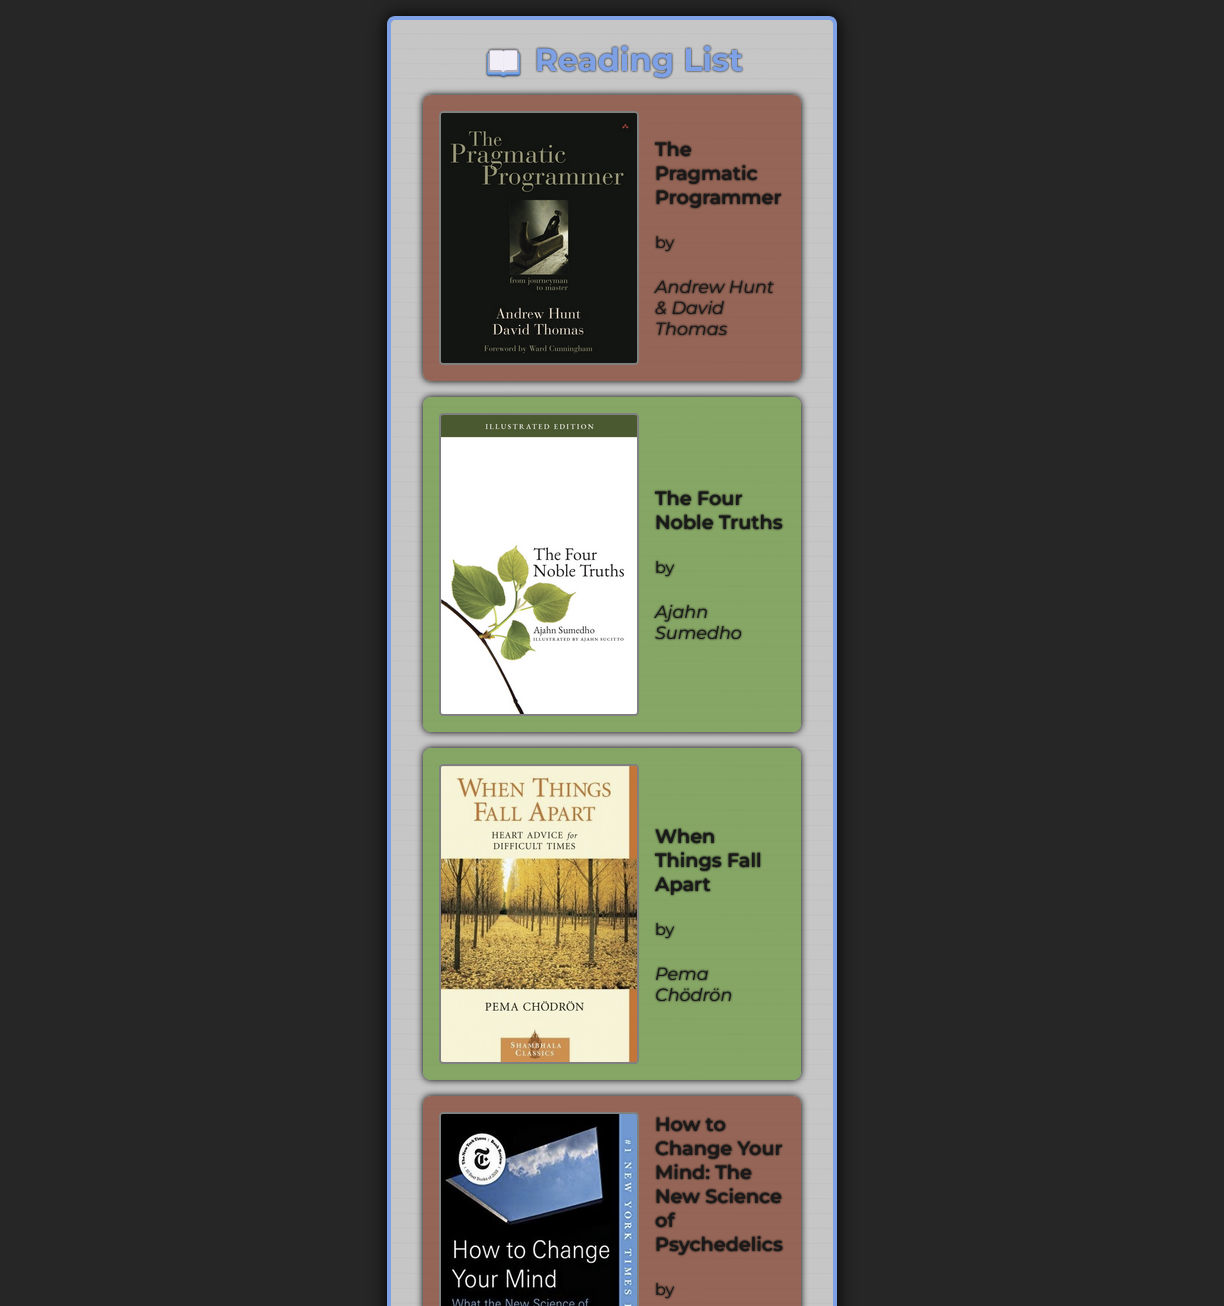 📖 Reading List
The
Pragmatic
Programmer
from journeyman
to master
Andrew Hunt
David Thomas
Foreword by Ward Cunningham
The
Pragmatic
Programmer
by
Andrew Hunt
& David
Thomas
ILLUSTRATED EDITION
The Four
Noble Truths
Ajahn Sumedho
ILLUSTRATED BY AJAHN SUCITTO
The Four
Noble Truths
by
Ajahn
Sumedho
WHEN THINGS
FALL APART
HEART ADVICE for
DIFFICULT TIMES
PEMA CHÖDRÖN
SHAMBHALA
CLASSICS
When
Things Fall
Apart
by
Pema
Chödrön
#1 NEW YORK TIMES
How to Change
Your Mind
What the New Science of
How to
Change Your
Mind: The
New Science
of
Psychedelics
by